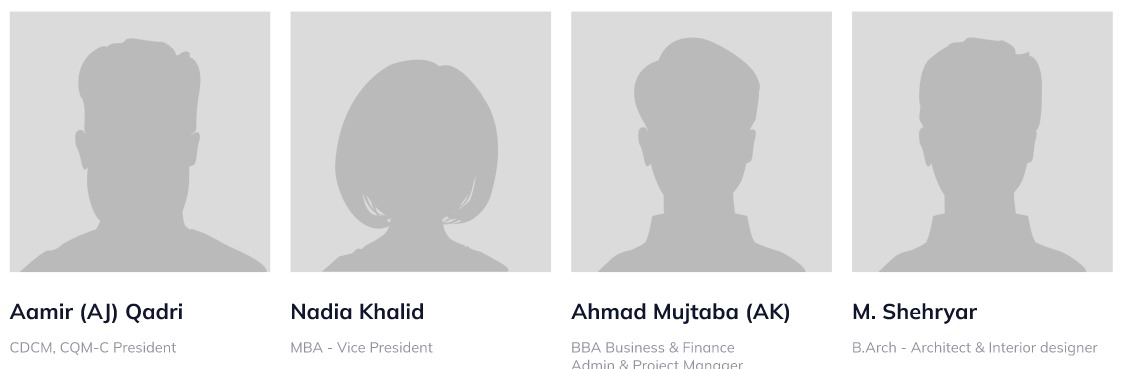 Aamir (AJ) Qadri
CDCM, CQM-C President
Nadia Khalid
MBA - Vice President
Ahmad Mujtaba (AK)
BBA Business & Finance
Admin & Project Manager
M. Shehryar
B.Arch - Architect & Interior designer